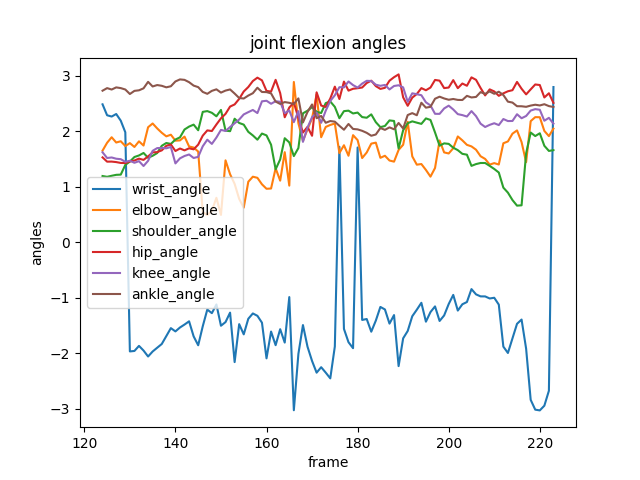 joint flexion angles
angles
3
2
1
0
−1
−2
−3
wrist_angle
elbow_angle
shoulder_angle
hip_angle
knee_angle
ankle_angle
120 140 160 180 200 220
frame